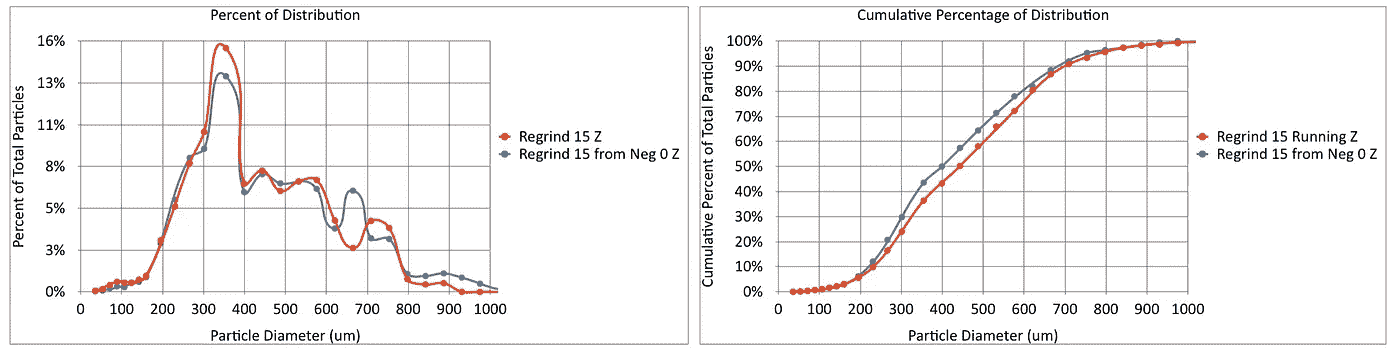 Percent of Distribution
Percent of Total Particles
16%
13%
11%
8%
5%
3%
0%
0 100 200 300 400 500 600 700 800 900 1000
Particle Diameter (um)
Regrind 15 Z
Regrind 15 from Neg 0 Z
Cumulative Percentage of Distribution
Cumulative Percent of Total Particles
100%
90%
80%
70%
60%
50%
40%
30%
20%
10%
0%
0 100 200 300 400 500 600 700 800 900 1000
Particle Diameter (um)
Regrind 15 Running Z
Regrind 15 from Neg 0 Z